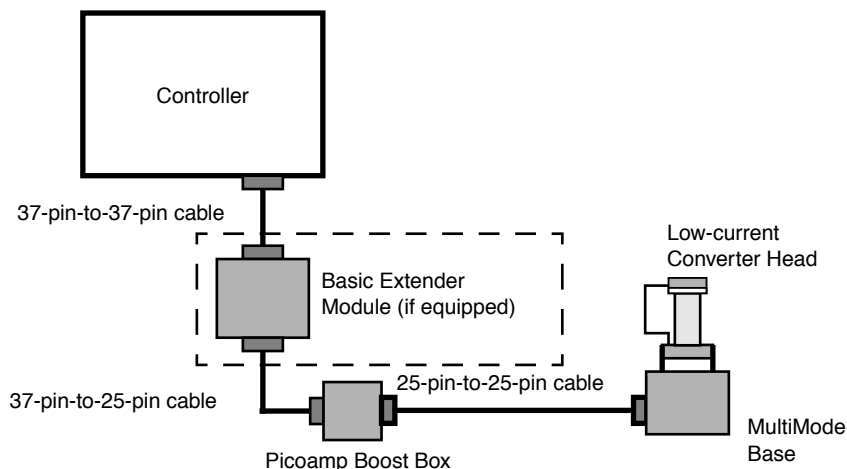 Controller
37-pin-to-37-pin cable
Low-current
Converter Head
Basic Extender
Module (if equipped)
37-pin-to-25-pin cable
25-pin-to-25-pin cable
MultiMode
Base
Picoamp Boost Box